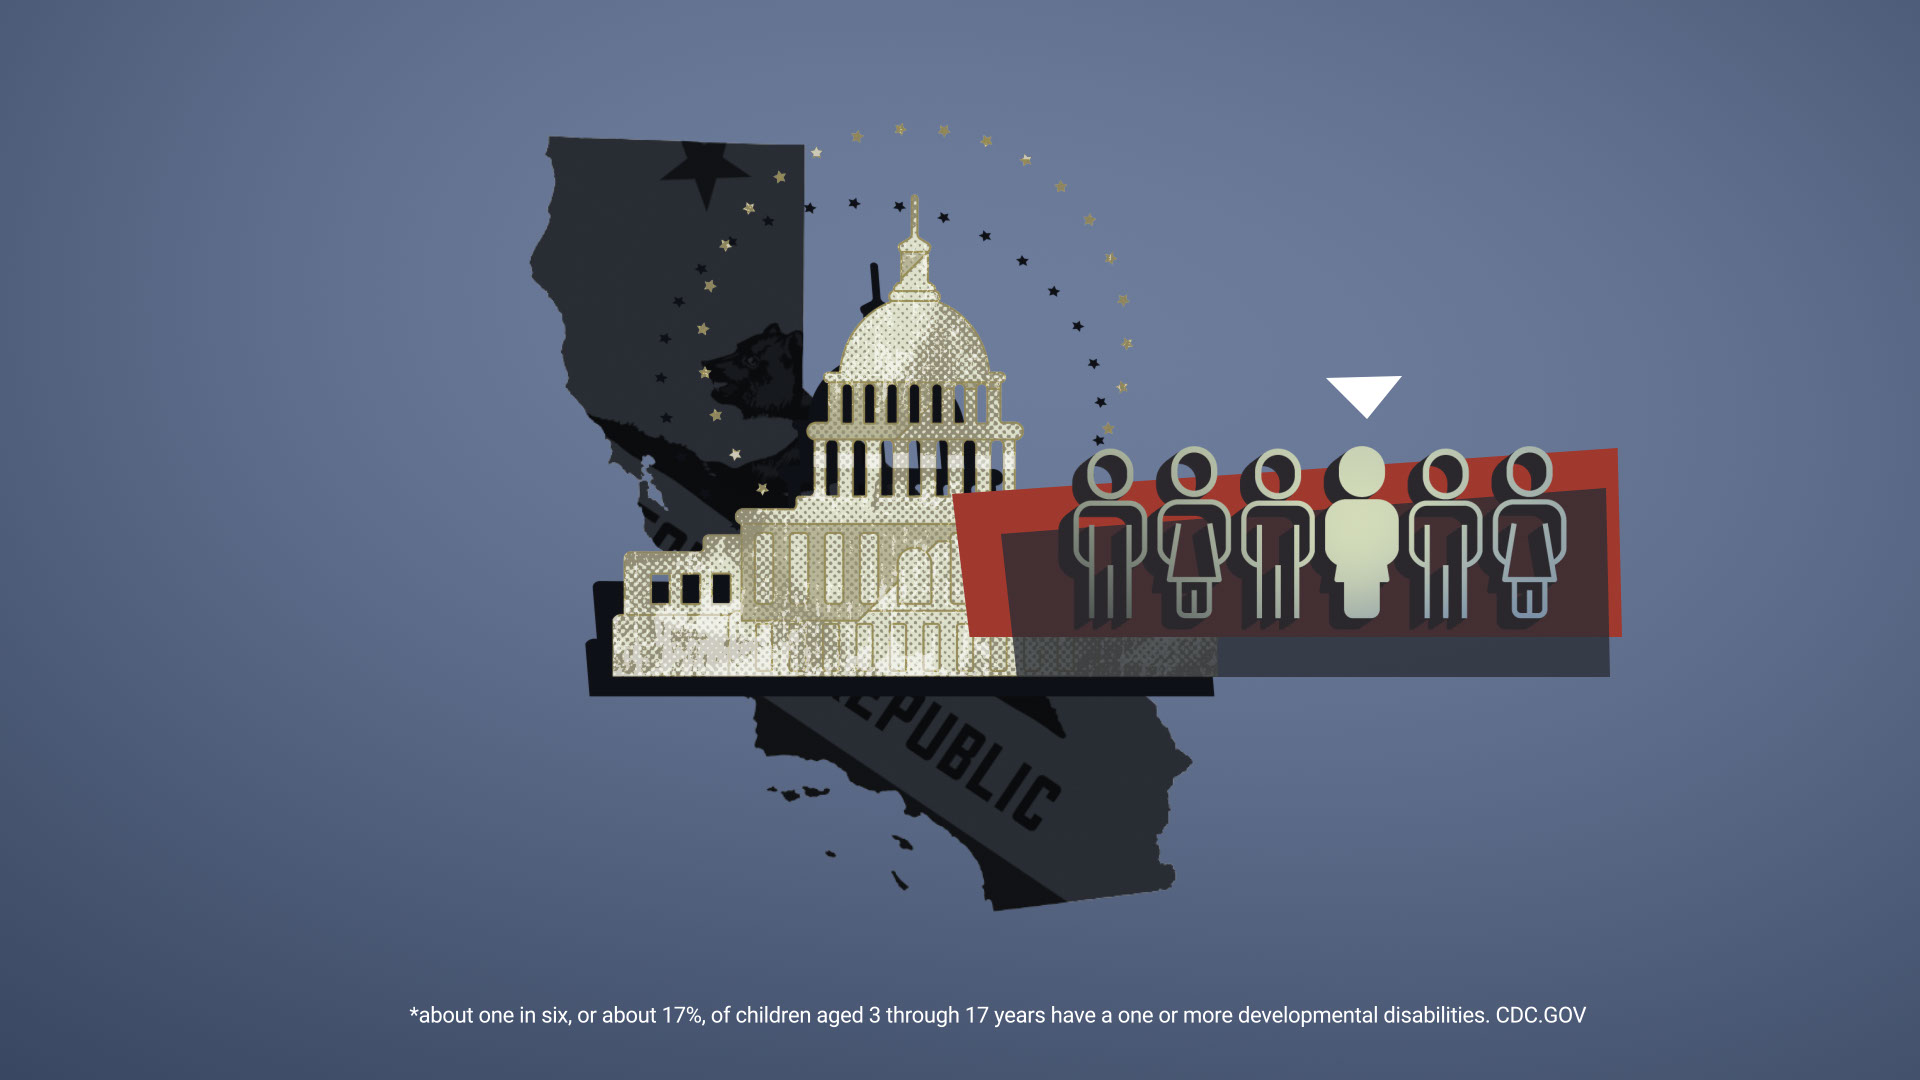 REPUBLIC
*about one in six, or about 17%, of children aged 3 through 17 years have a one or more developmental disabilities. CDC.GOV